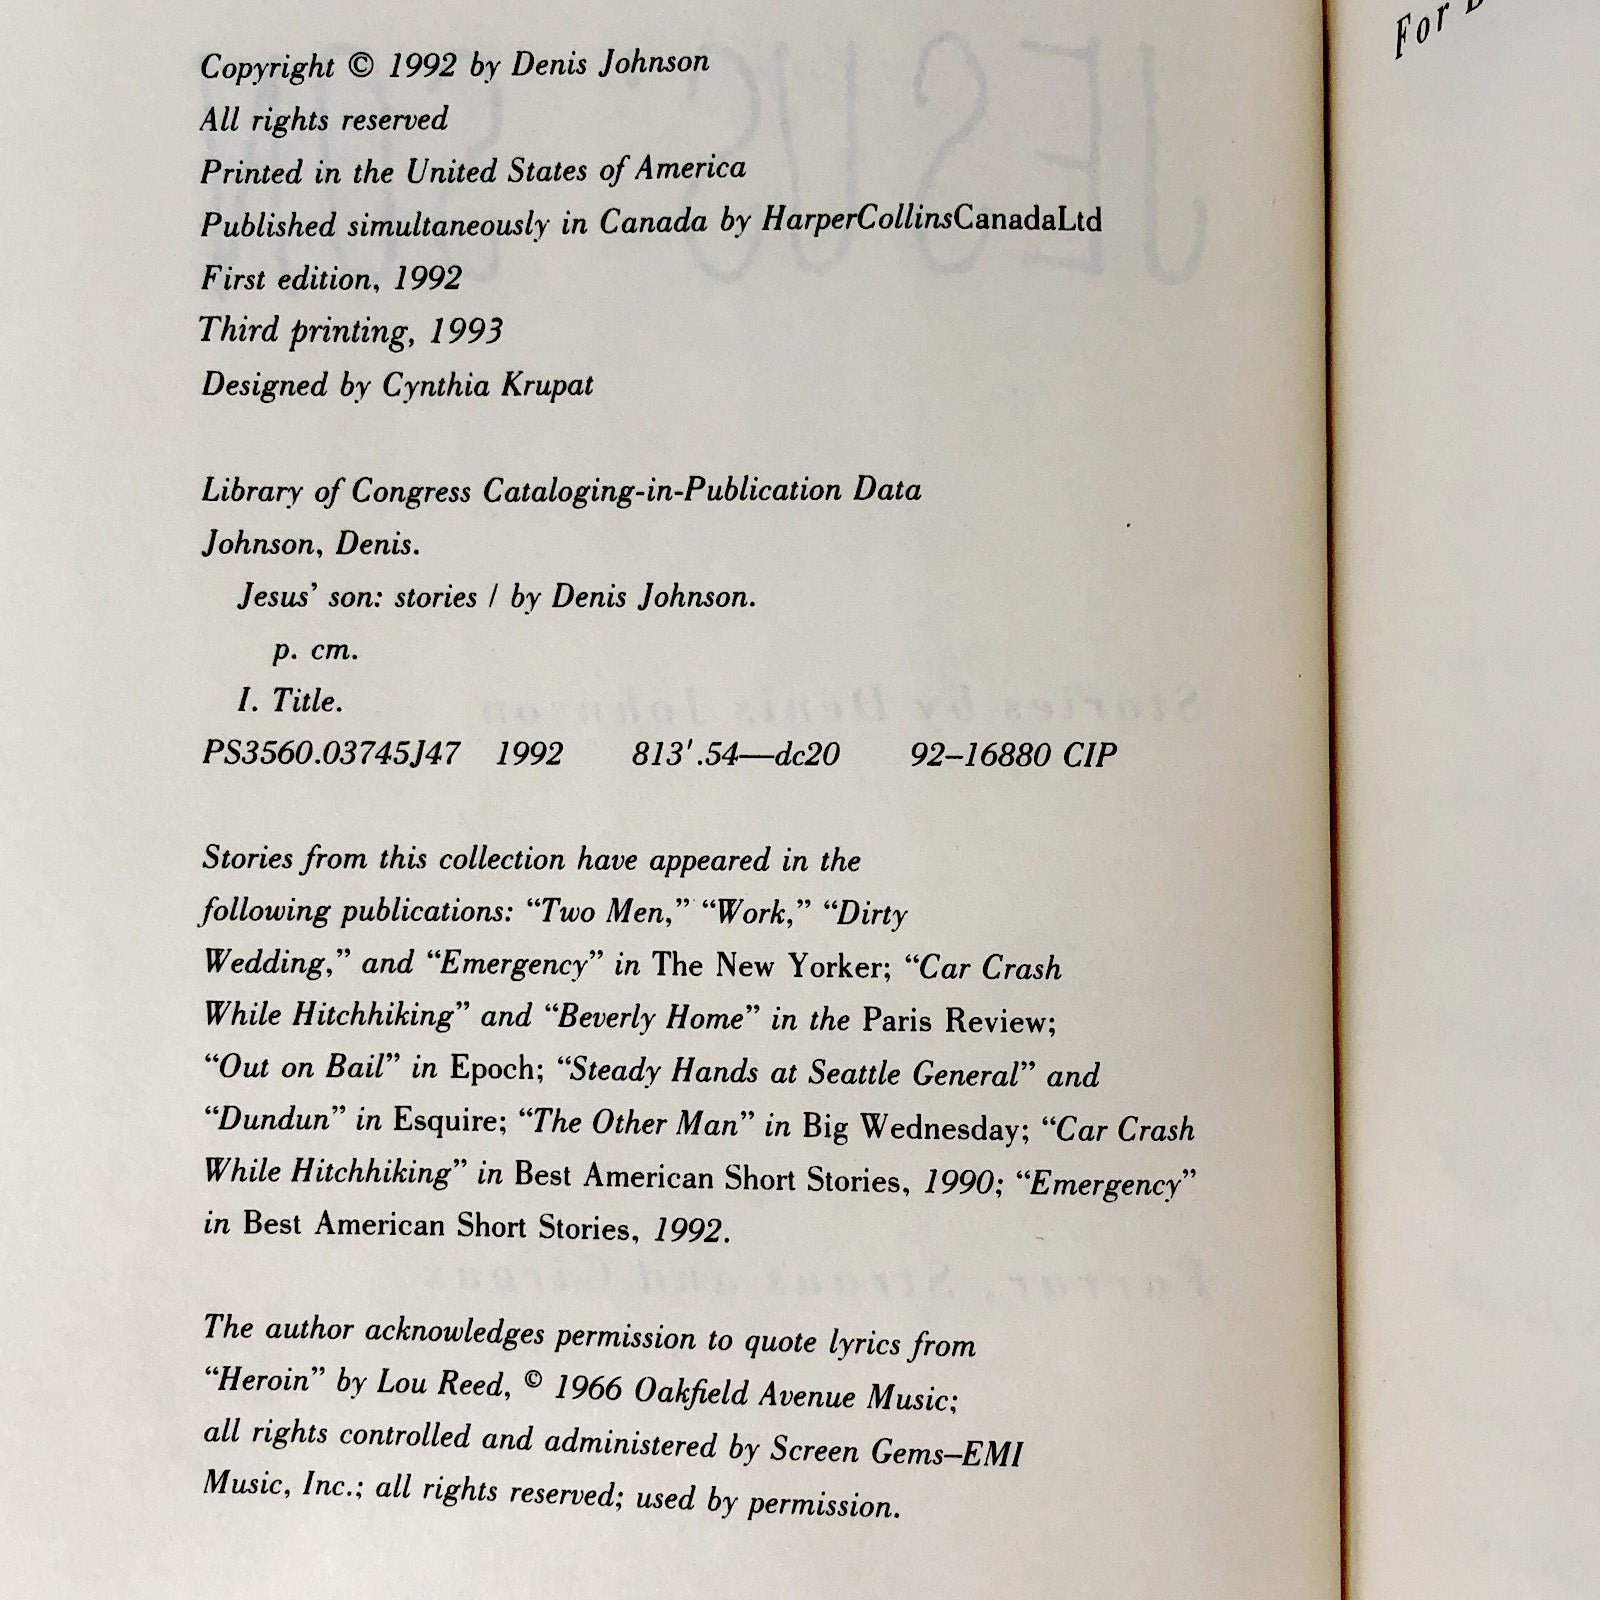 Copyright © 1992 by Denis Johnson
All rights reserved
Printed in the United States of America
Published simultaneously in Canada by HarperCollinsCanadaLtd
First edition, 1992
Third printing, 1993
Designed by Cynthia Krupat
Library of Congress Cataloging-in-Publication Data
Johnson, Denis.
Jesus’ son: stories / by Denis Johnson.
p. cm.
I. Title.
PS3560.03745J47 1992 813'.54—dc20 92–16880 CIP
Stories from this collection have appeared in the
following publications: “Two Men,” “Work,” “Dirty
Wedding,” and “Emergency” in The New Yorker; “Car Crash
While Hitchhiking” and “Beverly Home” in the Paris Review;
“Out on Bail” in Epoch; “Steady Hands at Seattle General” and
“Dundun” in Esquire; “The Other Man” in Big Wednesday; “Car Crash
While Hitchhiking” in Best American Short Stories, 1990; “Emergency”
in Best American Short Stories, 1992.
The author acknowledges permission to quote lyrics from
“Heroin” by Lou Reed, © 1966 Oakfield Avenue Music;
all rights controlled and administered by Screen Gems–EMI
Music, Inc.; all rights reserved; used by permission.
For